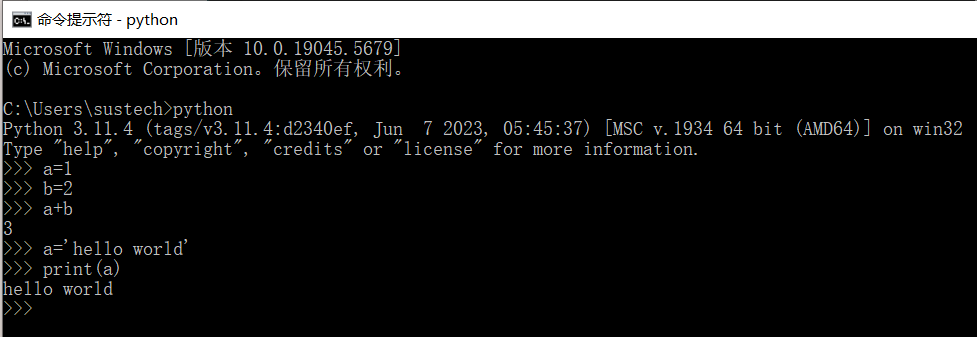 命令提示符 - python
Microsoft Windows [版本 10.0.19045.5679]
(c) Microsoft Corporation。保留所有权利。
C:\Users\sustech>python
Python 3.11.4 (tags/v3.11.4:d2340ef, Jun  7 2023, 05:45:37) [MSC v.1934 64 bit (AMD64)] on win32
Type "help", "copyright", "credits" or "license" for more information.
>>> a=1
>>> b=2
>>> a+b
3
>>> a='hello world'
>>> print(a)
hello world
>>>